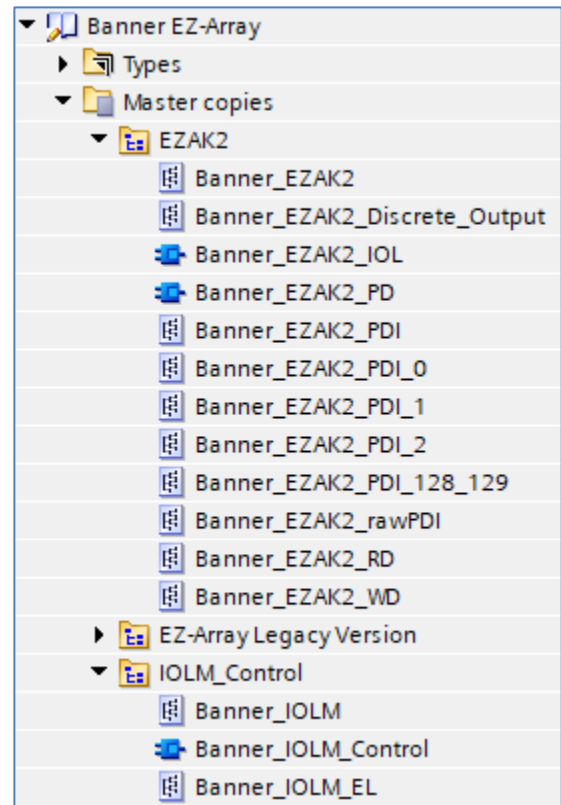 Banner EZ-Array
Types
Master copies
EZAK2
Banner_EZAK2
Banner_EZAK2_Discrete_Output
Banner_EZAK2_IOL
Banner_EZAK2_PD
Banner_EZAK2_PDI
Banner_EZAK2_PDI_0
Banner_EZAK2_PDI_1
Banner_EZAK2_PDI_2
Banner_EZAK2_PDI_128_129
Banner_EZAK2_rawPDI
Banner_EZAK2_RD
Banner_EZAK2_WD
EZ-Array Legacy Version
IOLM_Control
Banner_IOLM
Banner_IOLM_Control
Banner_IOLM_EL